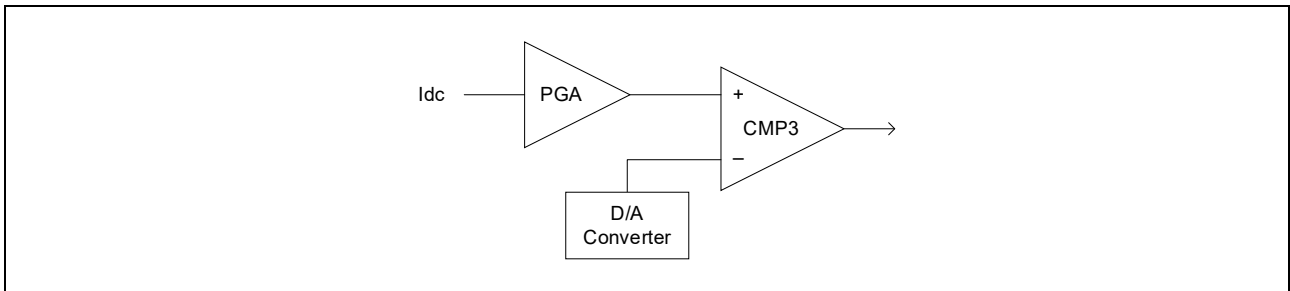 Idc
PGA
+
CMP3
–
D/A
Converter